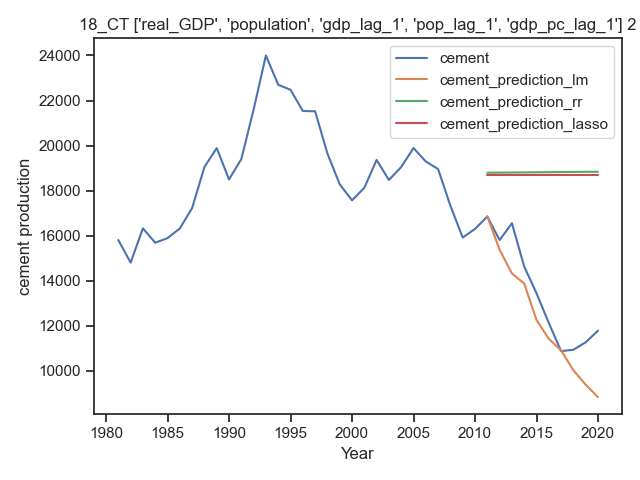 18_CT ['real_GDP', 'population', 'gdp_lag_1', 'pop_lag_1', 'gdp_pc_lag_1'] 2
cement
cement_prediction_lm
cement_prediction_rr
cement_prediction_lasso
24000
22000
20000
18000
16000
14000
12000
10000
cement production
1980 1985 1990 1995 2000 2005 2010 2015 2020
Year